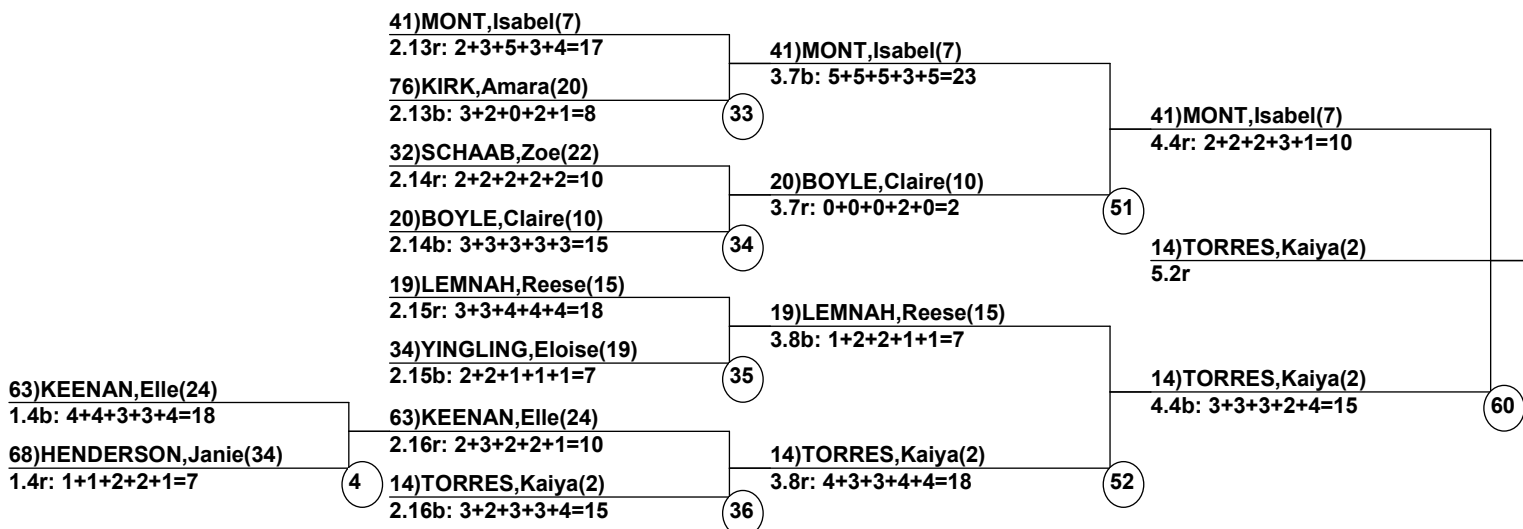 41)MONT,Isabel(7)
2.13r: 2+3+5+3+4=17
76)KIRK,Amara(20)
2.13b: 3+2+0+2+1=8
33
32)SCHAAB,Zoe(22)
2.14r: 2+2+2+2+2=10
20)BOYLE,Claire(10)
2.14b: 3+3+3+3+3=15
34
19)LEMNAH,Reese(15)
2.15r: 3+3+4+4+4=18
34)YINGLING,Eloise(19)
2.15b: 2+2+1+1+1=7
35
63)KEENAN,Elle(24)
1.4b: 4+4+3+3+4=18
68)HENDERSON,Janie(34)
1.4r: 1+1+2+2+1=7
4
63)KEENAN,Elle(24)
2.16r: 2+3+2+2+1=10
14)TORRES,Kaiya(2)
2.16b: 3+2+3+3+4=15
36
41)MONT,Isabel(7)
3.7b: 5+5+5+3+5=23
20)BOYLE,Claire(10)
3.7r: 0+0+0+2+0=2
51
19)LEMNAH,Reese(15)
3.8b: 1+2+2+1+1=7
14)TORRES,Kaiya(2)
3.8r: 4+3+3+4+4=18
52
41)MONT,Isabel(7)
4.4r: 2+2+2+3+1=10
14)TORRES,Kaiya(2)
5.2r
14)TORRES,Kaiya(2)
4.4b: 3+3+3+2+4=15
60